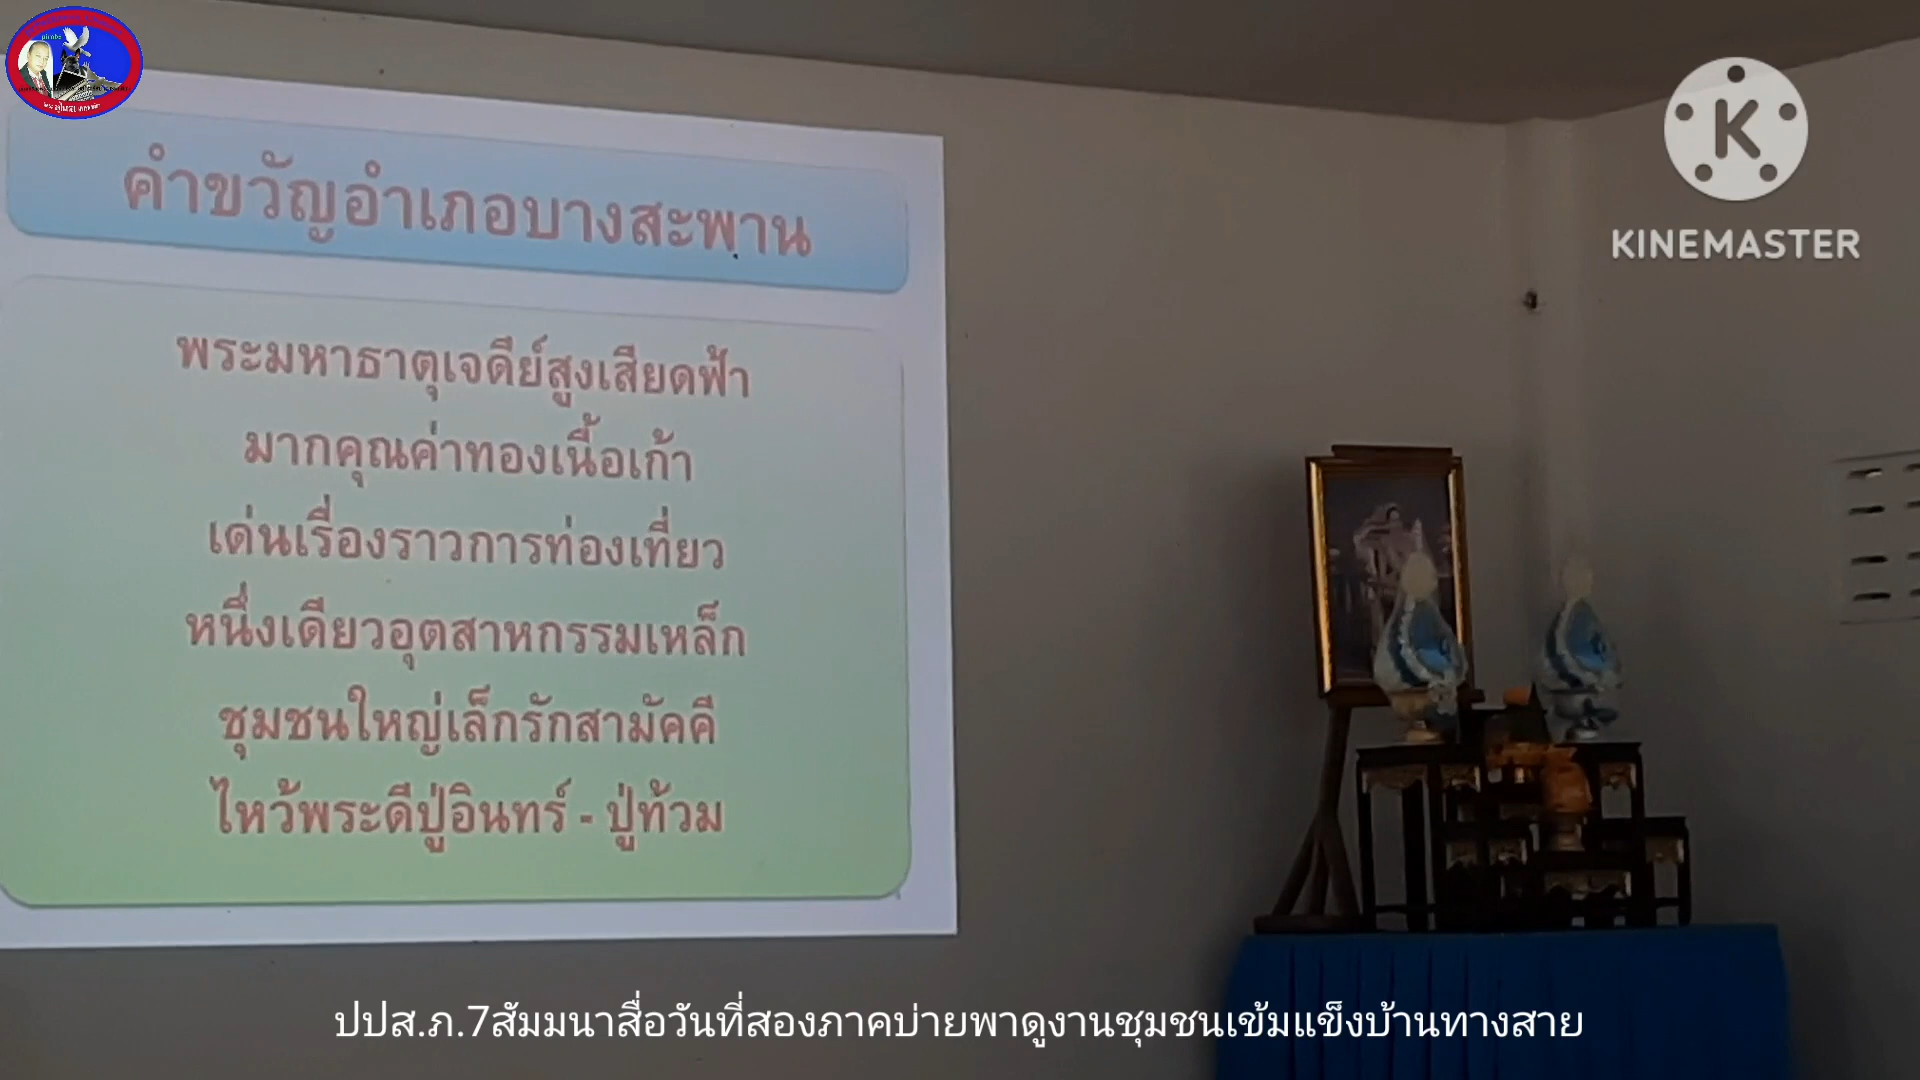 คำขวัญอำเภอบางสะพาน
พระมหาธาตุเจดีย์สูงเสียดฟ้า
มากคุณค่าทองเนื้อเก้า
เด่นเรื่องราวการท่องเที่ยว
หนึ่งเดียวอุตสาหกรรมเหล็ก
ชุมชนใหญ่เล็กรักสามัคคี
ไหว้พระดีปู่อินทร์ - ปู่ท้วม
K
KINEMASTER
ปปส.ภ.7สัมมนาสื่อวันที่สองภาคบ่ายพาดูงานชุมชนเข้มแข็งบ้านทางสาย